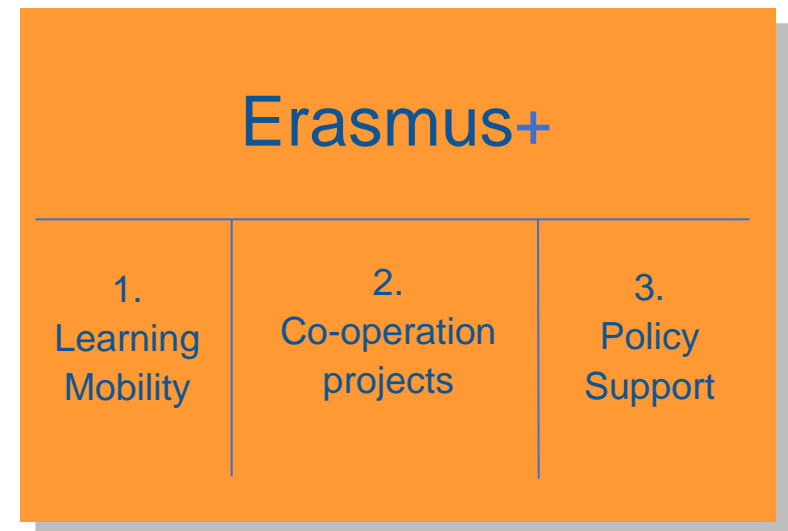 Erasmus+
1.
Learning
Mobility
2.
Co-operation
projects
3.
Policy
Support